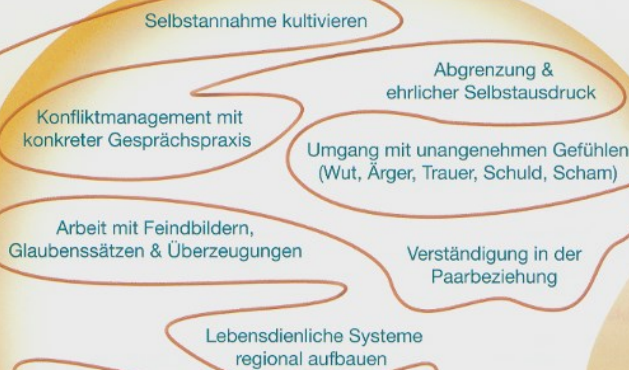 Selbstannahme kultivieren
Abgrenzung &
ehrlicher Selbstausdruck
Konfliktmanagement mit
konkreter Gesprächspraxis
Umgang mit unangenehmen Gefühlen
(Wut, Ärger, Trauer, Schuld, Scham)
Arbeit mit Feindbildern,
Glaubenssätzen & Überzeugungen
Verständigung in der
Paarbeziehung
Lebensdienliche Systeme
regional aufbauen